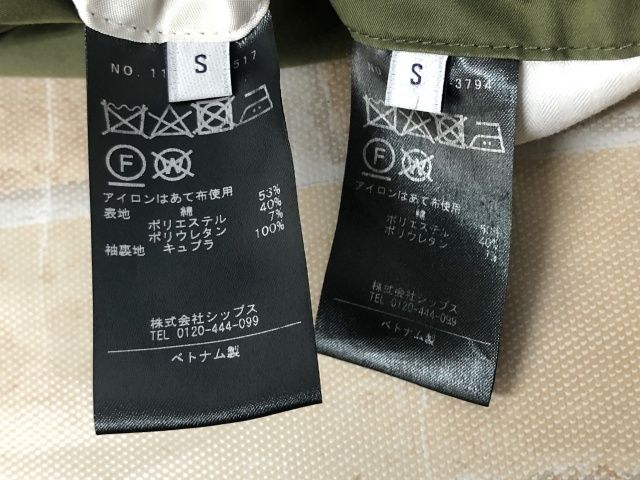 S
NO. 11
517
F
W
アイロンはあて布使用
表地 綿 53%
ポリエステル 40%
ポリウレタン 7%
袖裏地 キュプラ 100%
株式会社シップス
TEL 0120-444-099
ベトナム製
S
-3794
F
W
アイロンはあて布使用
綿
ポリエステル 40%
ポリウレタン
株式会社シップス
TEL 0120-444-099
ベトナム製